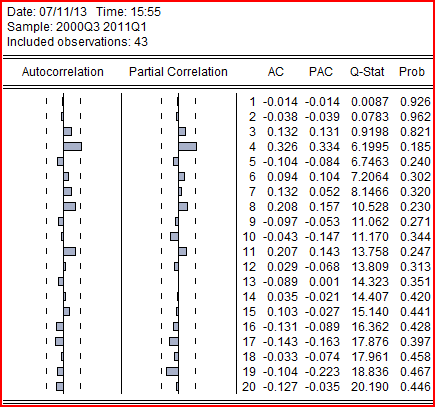 Date: 07/11/13 Time: 15:55
Sample: 2000Q3 2011Q1
Included observations: 43
Autocorrelation Partial Correlation AC PAC Q-Stat Prob
1 -0.014 -0.014 0.0087 0.926
2 -0.038 -0.039 0.0783 0.962
3 0.132 0.131 0.9198 0.821
4 0.326 0.334 6.1995 0.185
5 -0.104 -0.084 6.7463 0.240
6 0.094 0.104 7.2064 0.302
7 0.132 0.052 8.1466 0.320
8 0.208 0.157 10.528 0.230
9 -0.097 -0.053 11.062 0.271
10 -0.043 -0.147 11.170 0.344
11 0.207 0.143 13.758 0.247
12 0.029 -0.068 13.809 0.313
13 -0.089 0.001 14.323 0.351
14 0.035 -0.021 14.407 0.420
15 0.103 -0.027 15.140 0.441
16 -0.131 -0.089 16.362 0.428
17 -0.143 -0.163 17.876 0.397
18 -0.033 -0.074 17.961 0.458
19 -0.104 -0.223 18.836 0.467
20 -0.127 -0.035 20.190 0.446